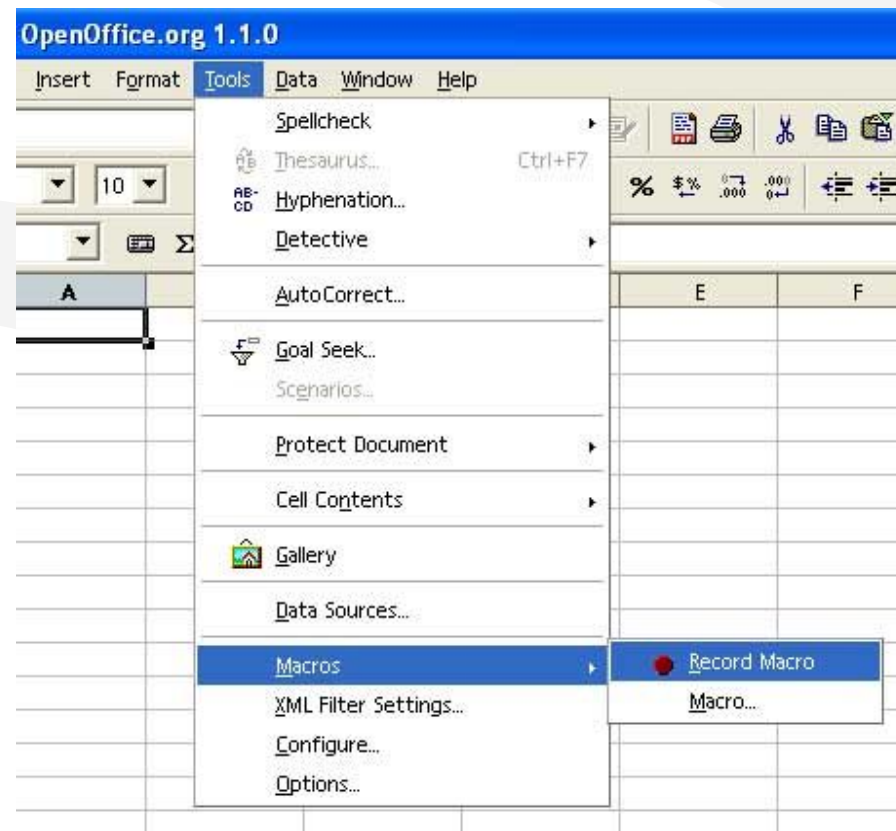 OpenOffice.org 1.1.0
Insert Format Tools Data Window Help
Spellcheck
Thesaurus... Ctrl+F7
Hyphenation...
Detective
AutoCorrect...
Goal Seek...
Scenarios...
Protect Document
Cell Contents
Gallery
Data Sources...
Macros
Record Macro
Macro...
XML Filter Settings...
Configure...
Options...
10
A E F